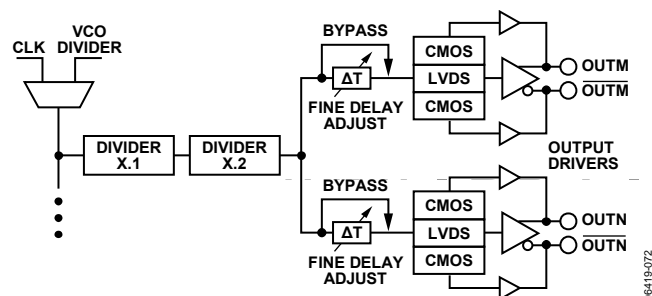 CLK
VCO
DIVIDER
DIVIDER
X.1
DIVIDER
X.2
BYPASS
ΔT
FINE DELAY
ADJUST
CMOS
LVDS
CMOS
OUTM
OUTM
OUTPUT
DRIVERS
BYPASS
ΔT
FINE DELAY
ADJUST
CMOS
LVDS
CMOS
OUTN
OUTN
06419-072